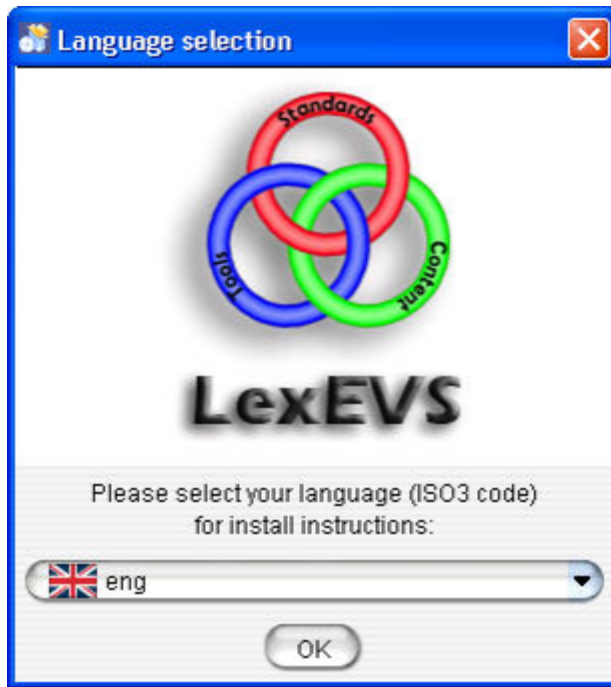 Language selection
Standards
Tools
Content
LexEVS
Please select your language (ISO3 code)
for install instructions:
eng
OK